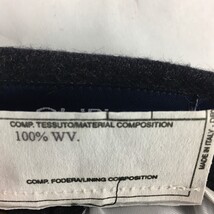 COMP. TESSUTO/MATERIAL COMPOSITION
100% WV.
COMP. FODERA/LINING COMPOSITION
MADE IN ITALY